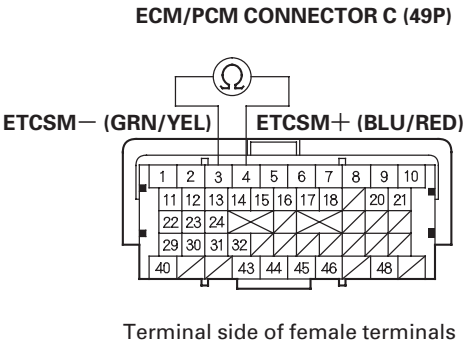 ECM/PCM CONNECTOR C (49P)
Ω
ETCSM− (GRN/YEL) ETCSM+ (BLU/RED)
1 2 3 4 5 6 7 8 9 10
11 12 13 14 15 16 17 18 20 21
22 23 24
29 30 31 32
40 43 44 45 46 48
Terminal side of female terminals